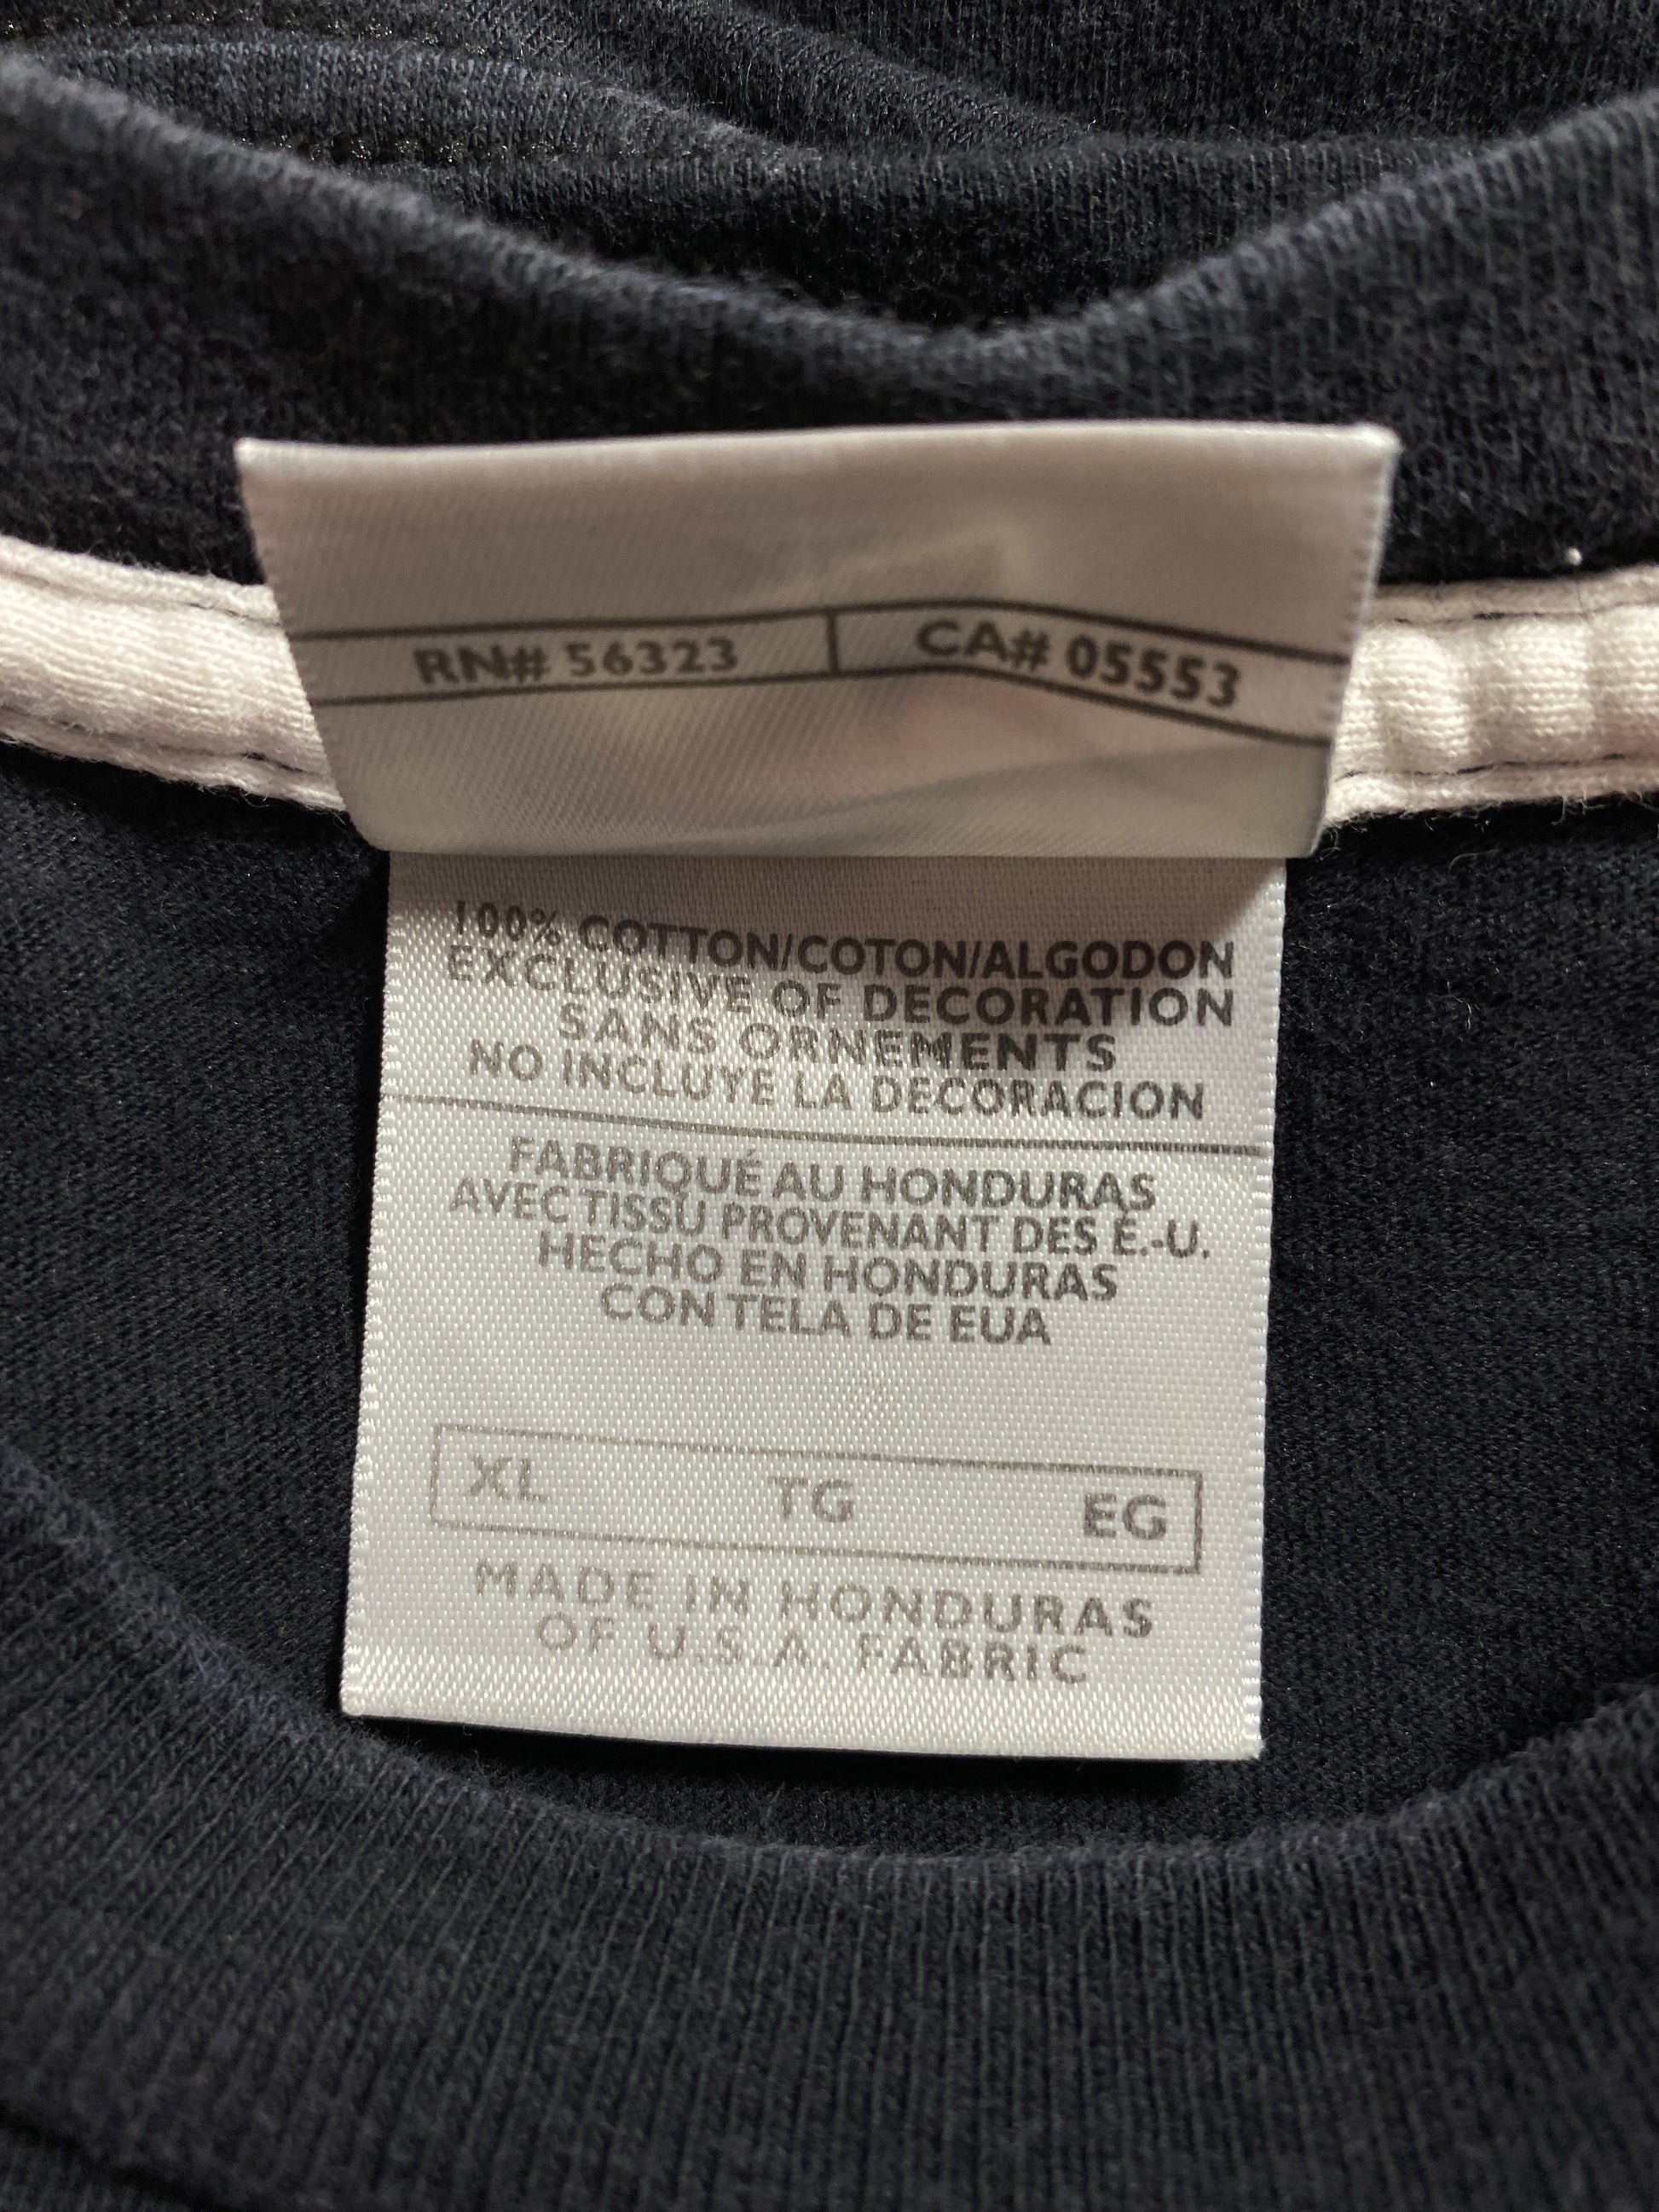 RN# 56323 CA# 05553
100% COTTON/COTON/ALGODON
EXCLUSIVE OF DECORATION
SANS ORNEMENTS
NO INCLUYE LA DECORACION
FABRIQUÉ AU HONDURAS
AVEC TISSU PROVENANT DES É.-U.
HECHO EN HONDURAS
CON TELA DE EUA
XL TG EG
MADE IN HONDURAS
OF U.S.A. FABRIC